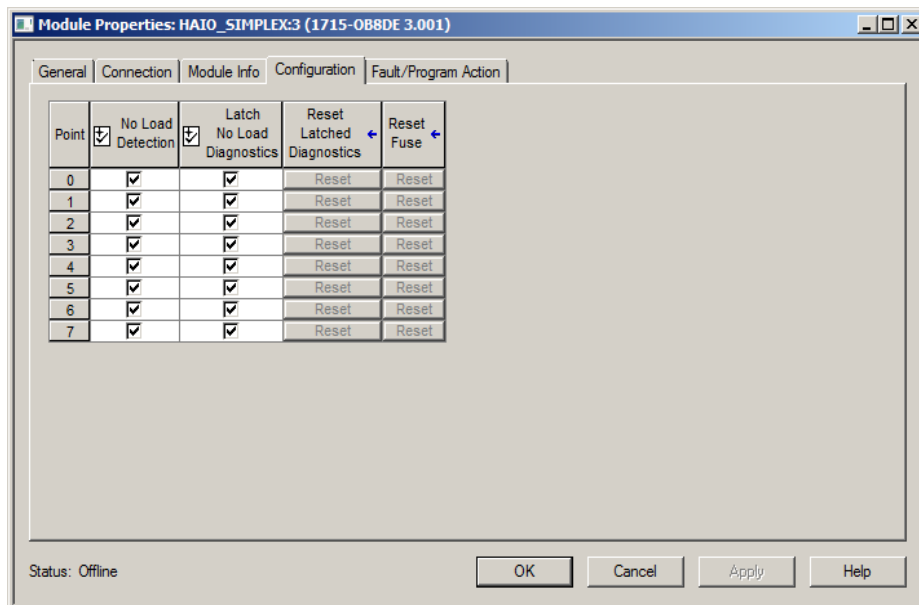 Module Properties: HAIO_SIMPLEX:3 (1715-OB8DE 3.001)
General Connection Module Info Configuration Fault/Program Action
Point No Load Detection Latch No Load Diagnostics Reset Latched Diagnostics Reset Fuse
0 Reset Reset
1 Reset Reset
2 Reset Reset
3 Reset Reset
4 Reset Reset
5 Reset Reset
6 Reset Reset
7 Reset Reset
Status: Offline OK Cancel Apply Help